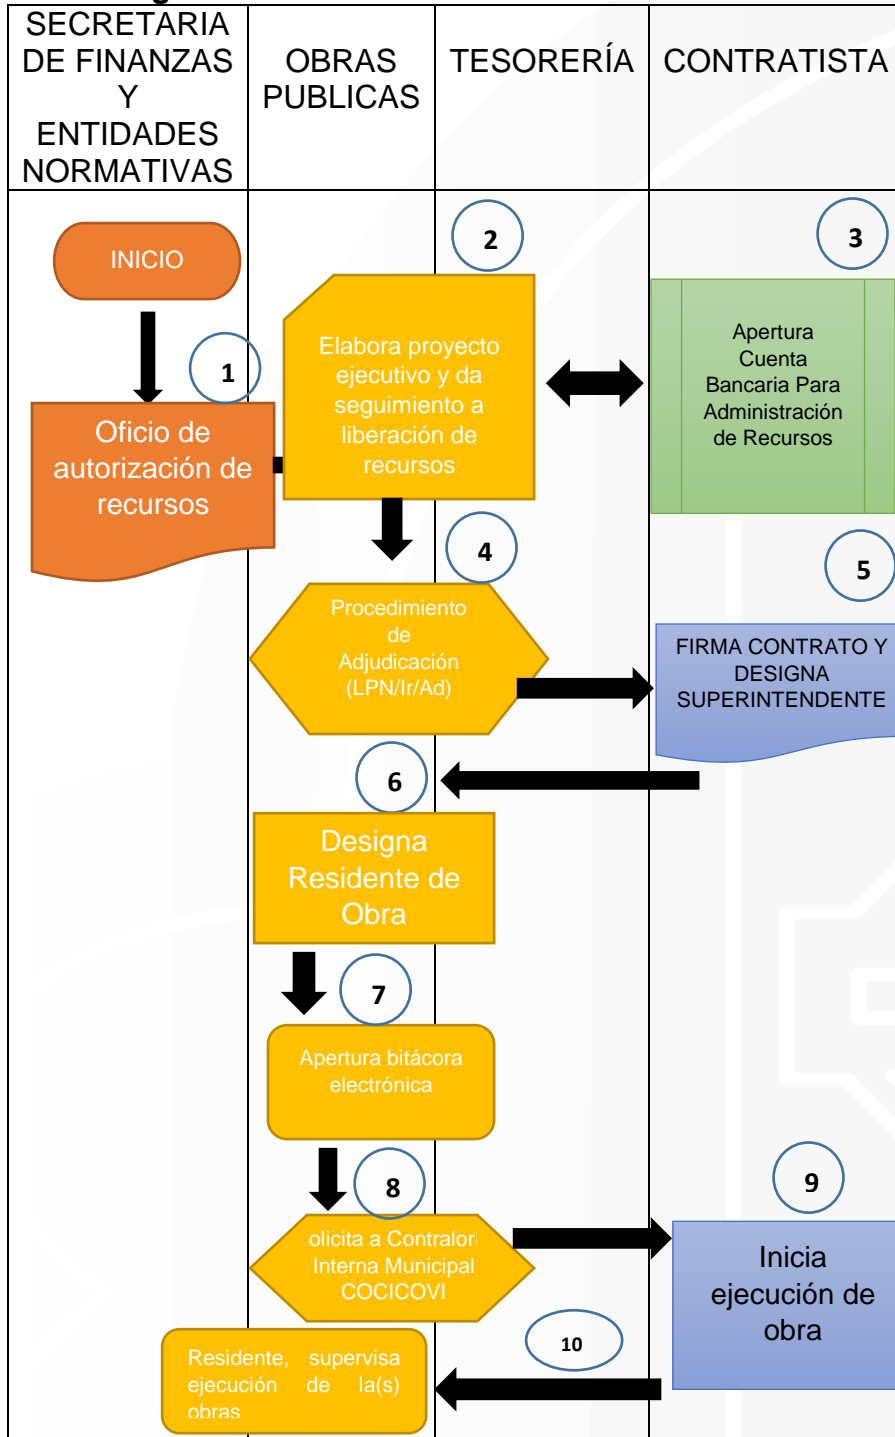 SECRETARIA
DE FINANZAS
Y
ENTIDADES
NORMATIVAS
OBRAS
PUBLICAS
TESORERÍA
CONTRATISTA
INICIO
1
Oficio de
autorización de
recursos
2
Elabora proyecto
ejecutivo y da
seguimiento a
liberación de
recursos
3
Apertura
Cuenta
Bancaria Para
Administración
de Recursos
4
Procedimiento
de
Adjudicación
(LPN/Ir/Ad)
5
FIRMA CONTRATO Y
DESIGNA
SUPERINTENDENTE
6
Designa
Residente de
Obra
7
Apertura bitácora
electrónica
8
olicita a Contralor
Interna Municipal
COCICOVI
9
Inicia
ejecución de
obra
10
Residente, supervisa
ejecución de la(s)
obras